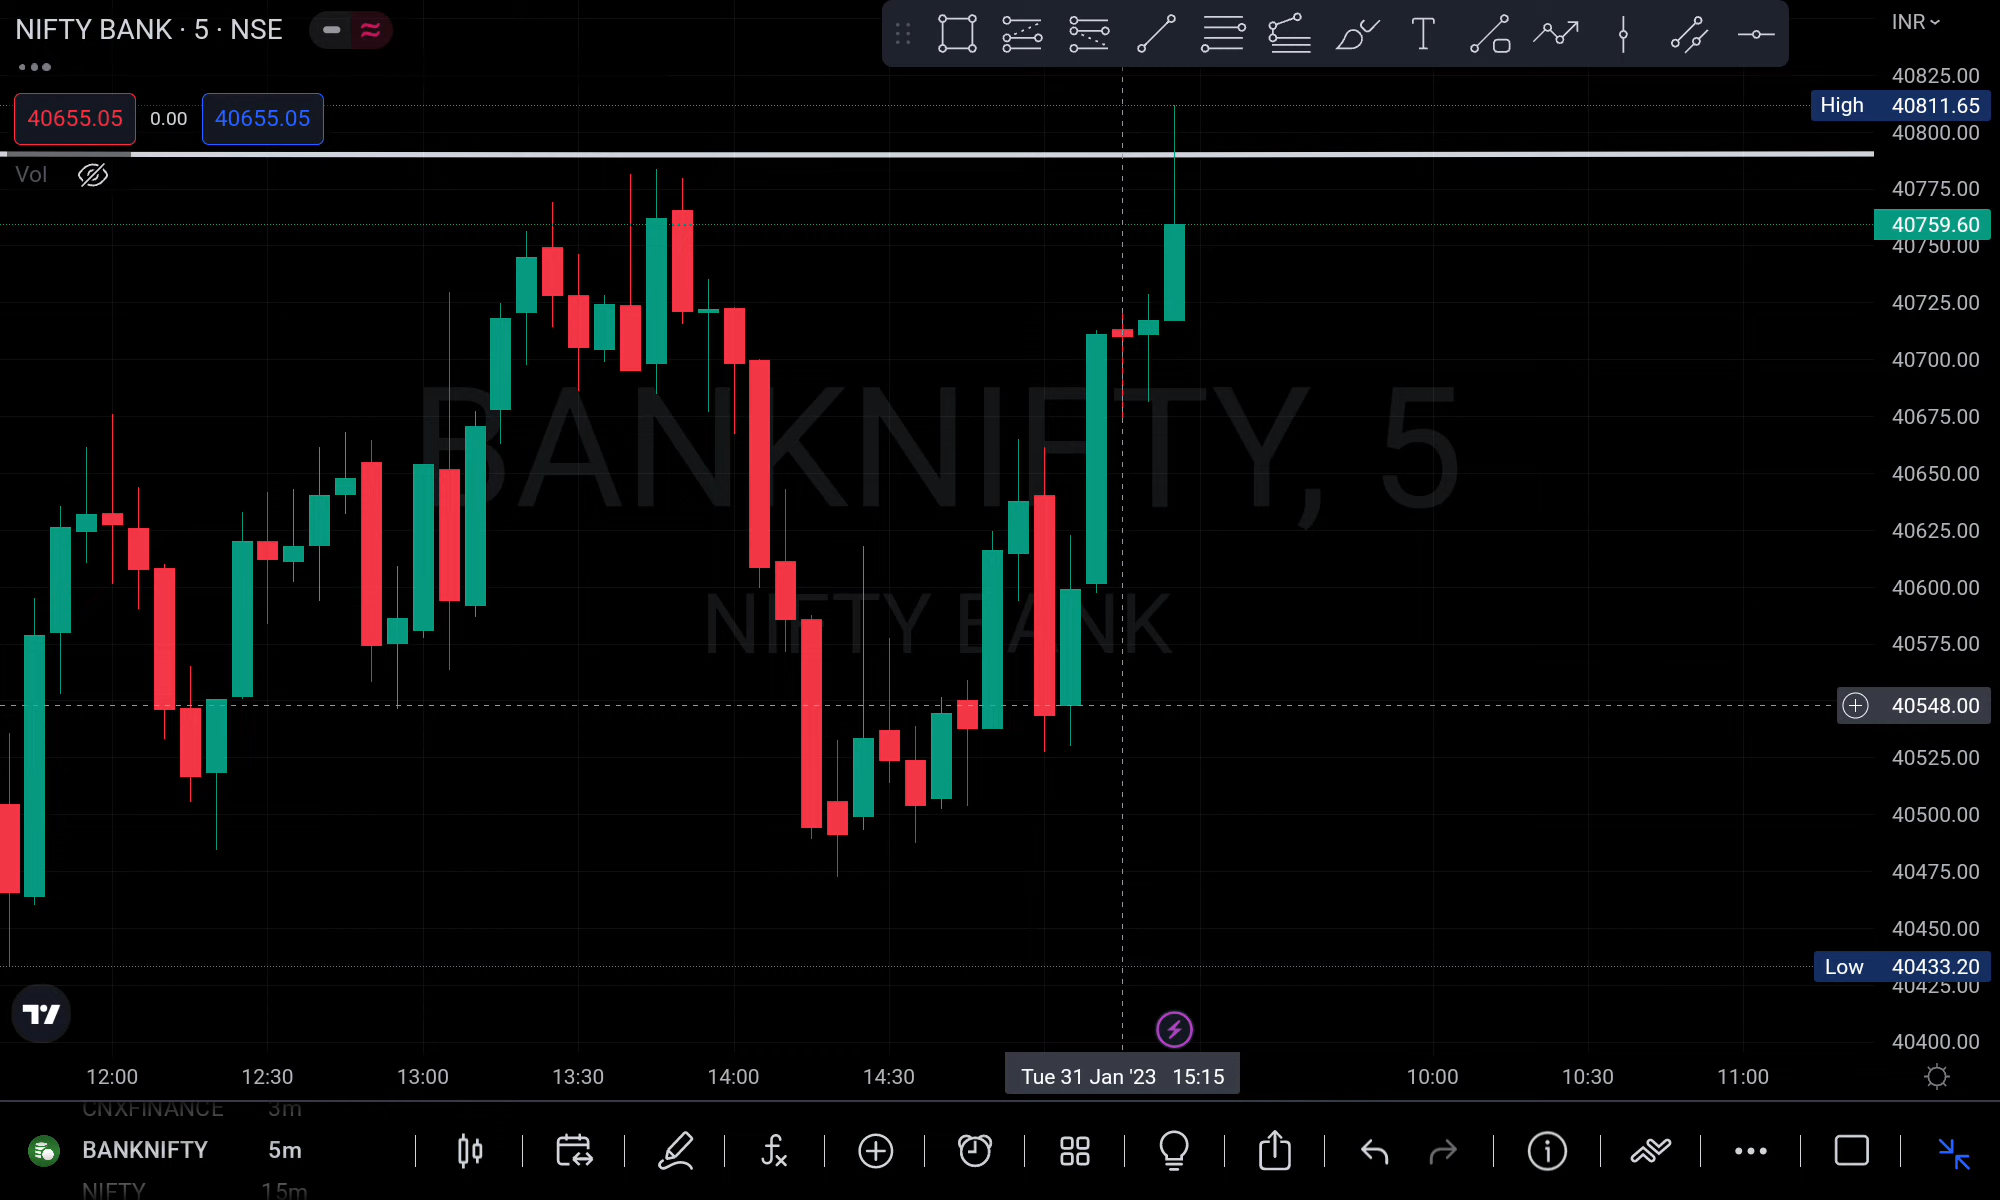 NIFTY BANK · 5 · NSE
INR
40825.00
High 40811.65
40655.05 0.00 40655.05
40800.00
Vol
40775.00
40759.60
40750.00
40725.00
40700.00
BANKNIFTY, 5
40675.00
40650.00
40625.00
40600.00
NIFTY BANK
40575.00
40548.00
40525.00
40500.00
40475.00
40450.00
Low 40433.20
40425.00
40400.00
12:00 12:30 13:00 13:30 14:00 14:30 Tue 31 Jan '23 15:15 10:00 10:30 11:00
CNXFINANCE 3m
BANKNIFTY 5m
NIFTY 15m